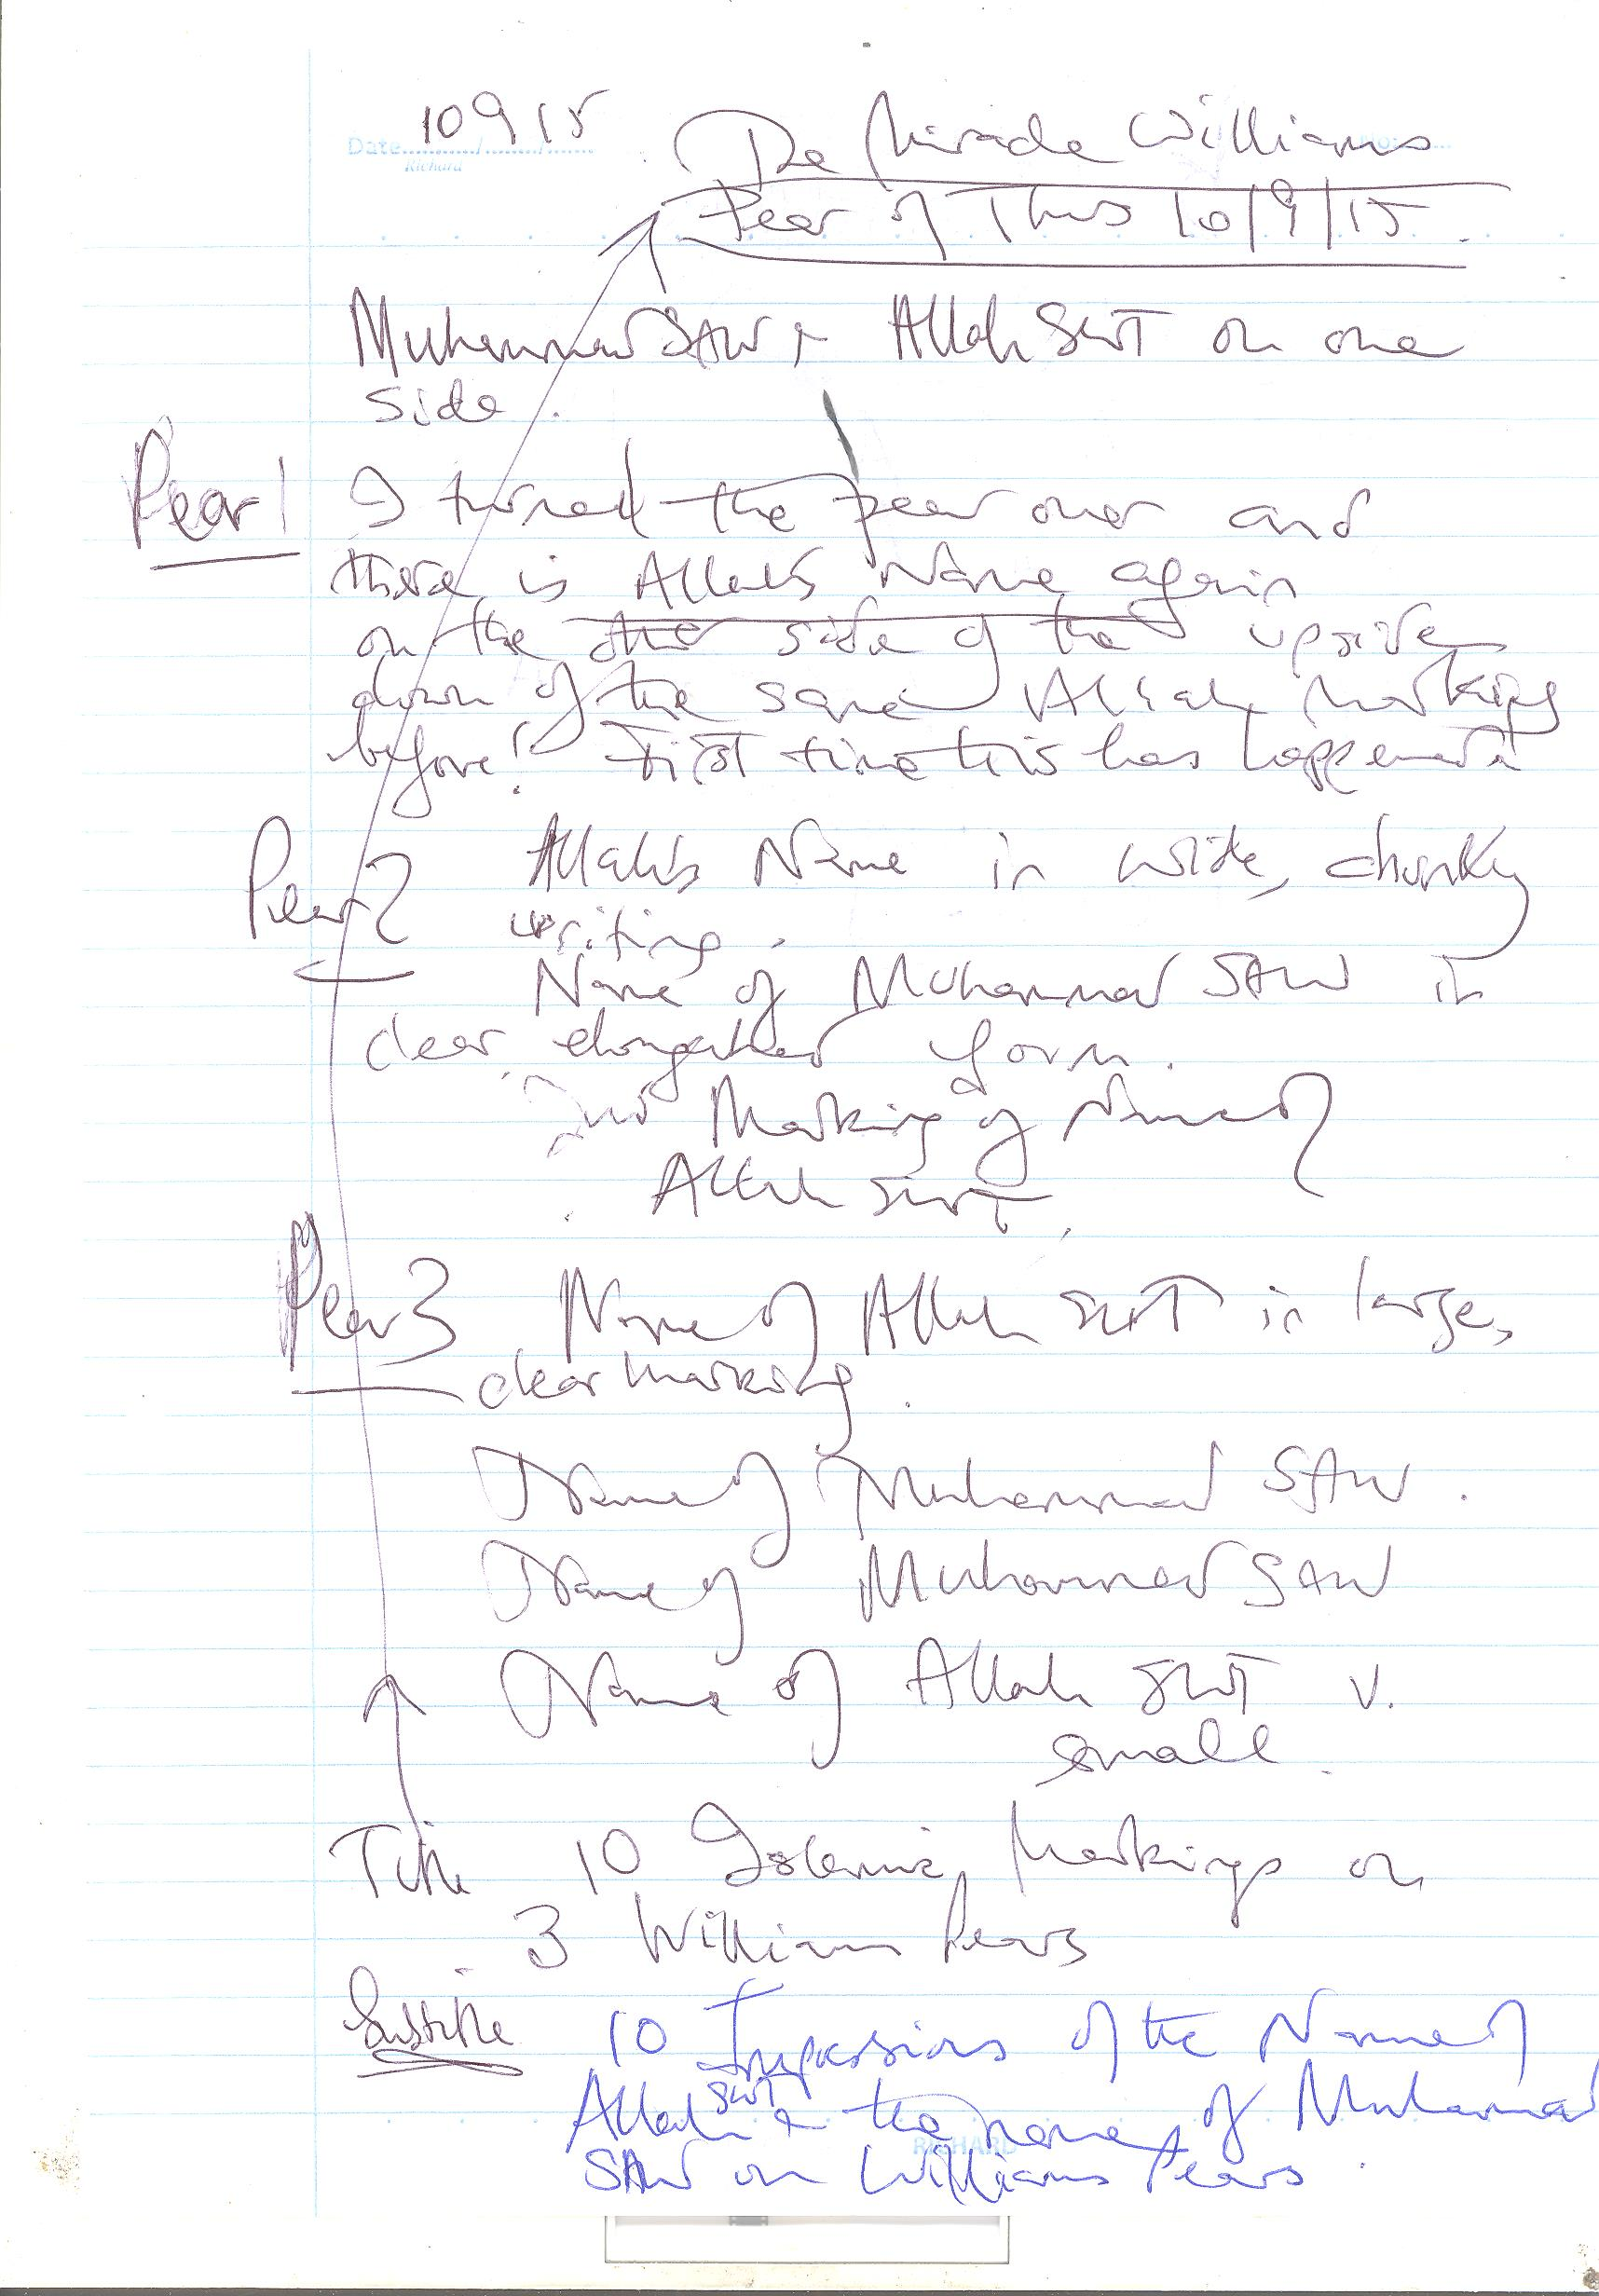 10 9 15
Date.........../........./........
Richard
No:
The Miracle Williams
Pear of Thurs 10/9/15.
Muhammad SAW + Allah SWT on one
side.
Pear 1 I turned the pear over and
there is Allah's Name again
on the other side of the upside
down of the same Allah marking
before! First time this has happened
Pear 2 Allah's Name in wide, chunky
writing.
Name of Muhammad SAW in
clear, elongated form.
2nd Marking of Name of
Allah SWT.
Pear 3 Name of Allah SWT in large,
clear marking.
Name of Muhammad SAW.
Name of Muhammad SAW
Name of Allah SWT v.
small.
Title 10 Islamic Markings on
3 William Pears
Subtitle 10 Impressions of the Name of
Allah SWT & the name of Muhammad
SAW on Williams Pears.
RICHARD